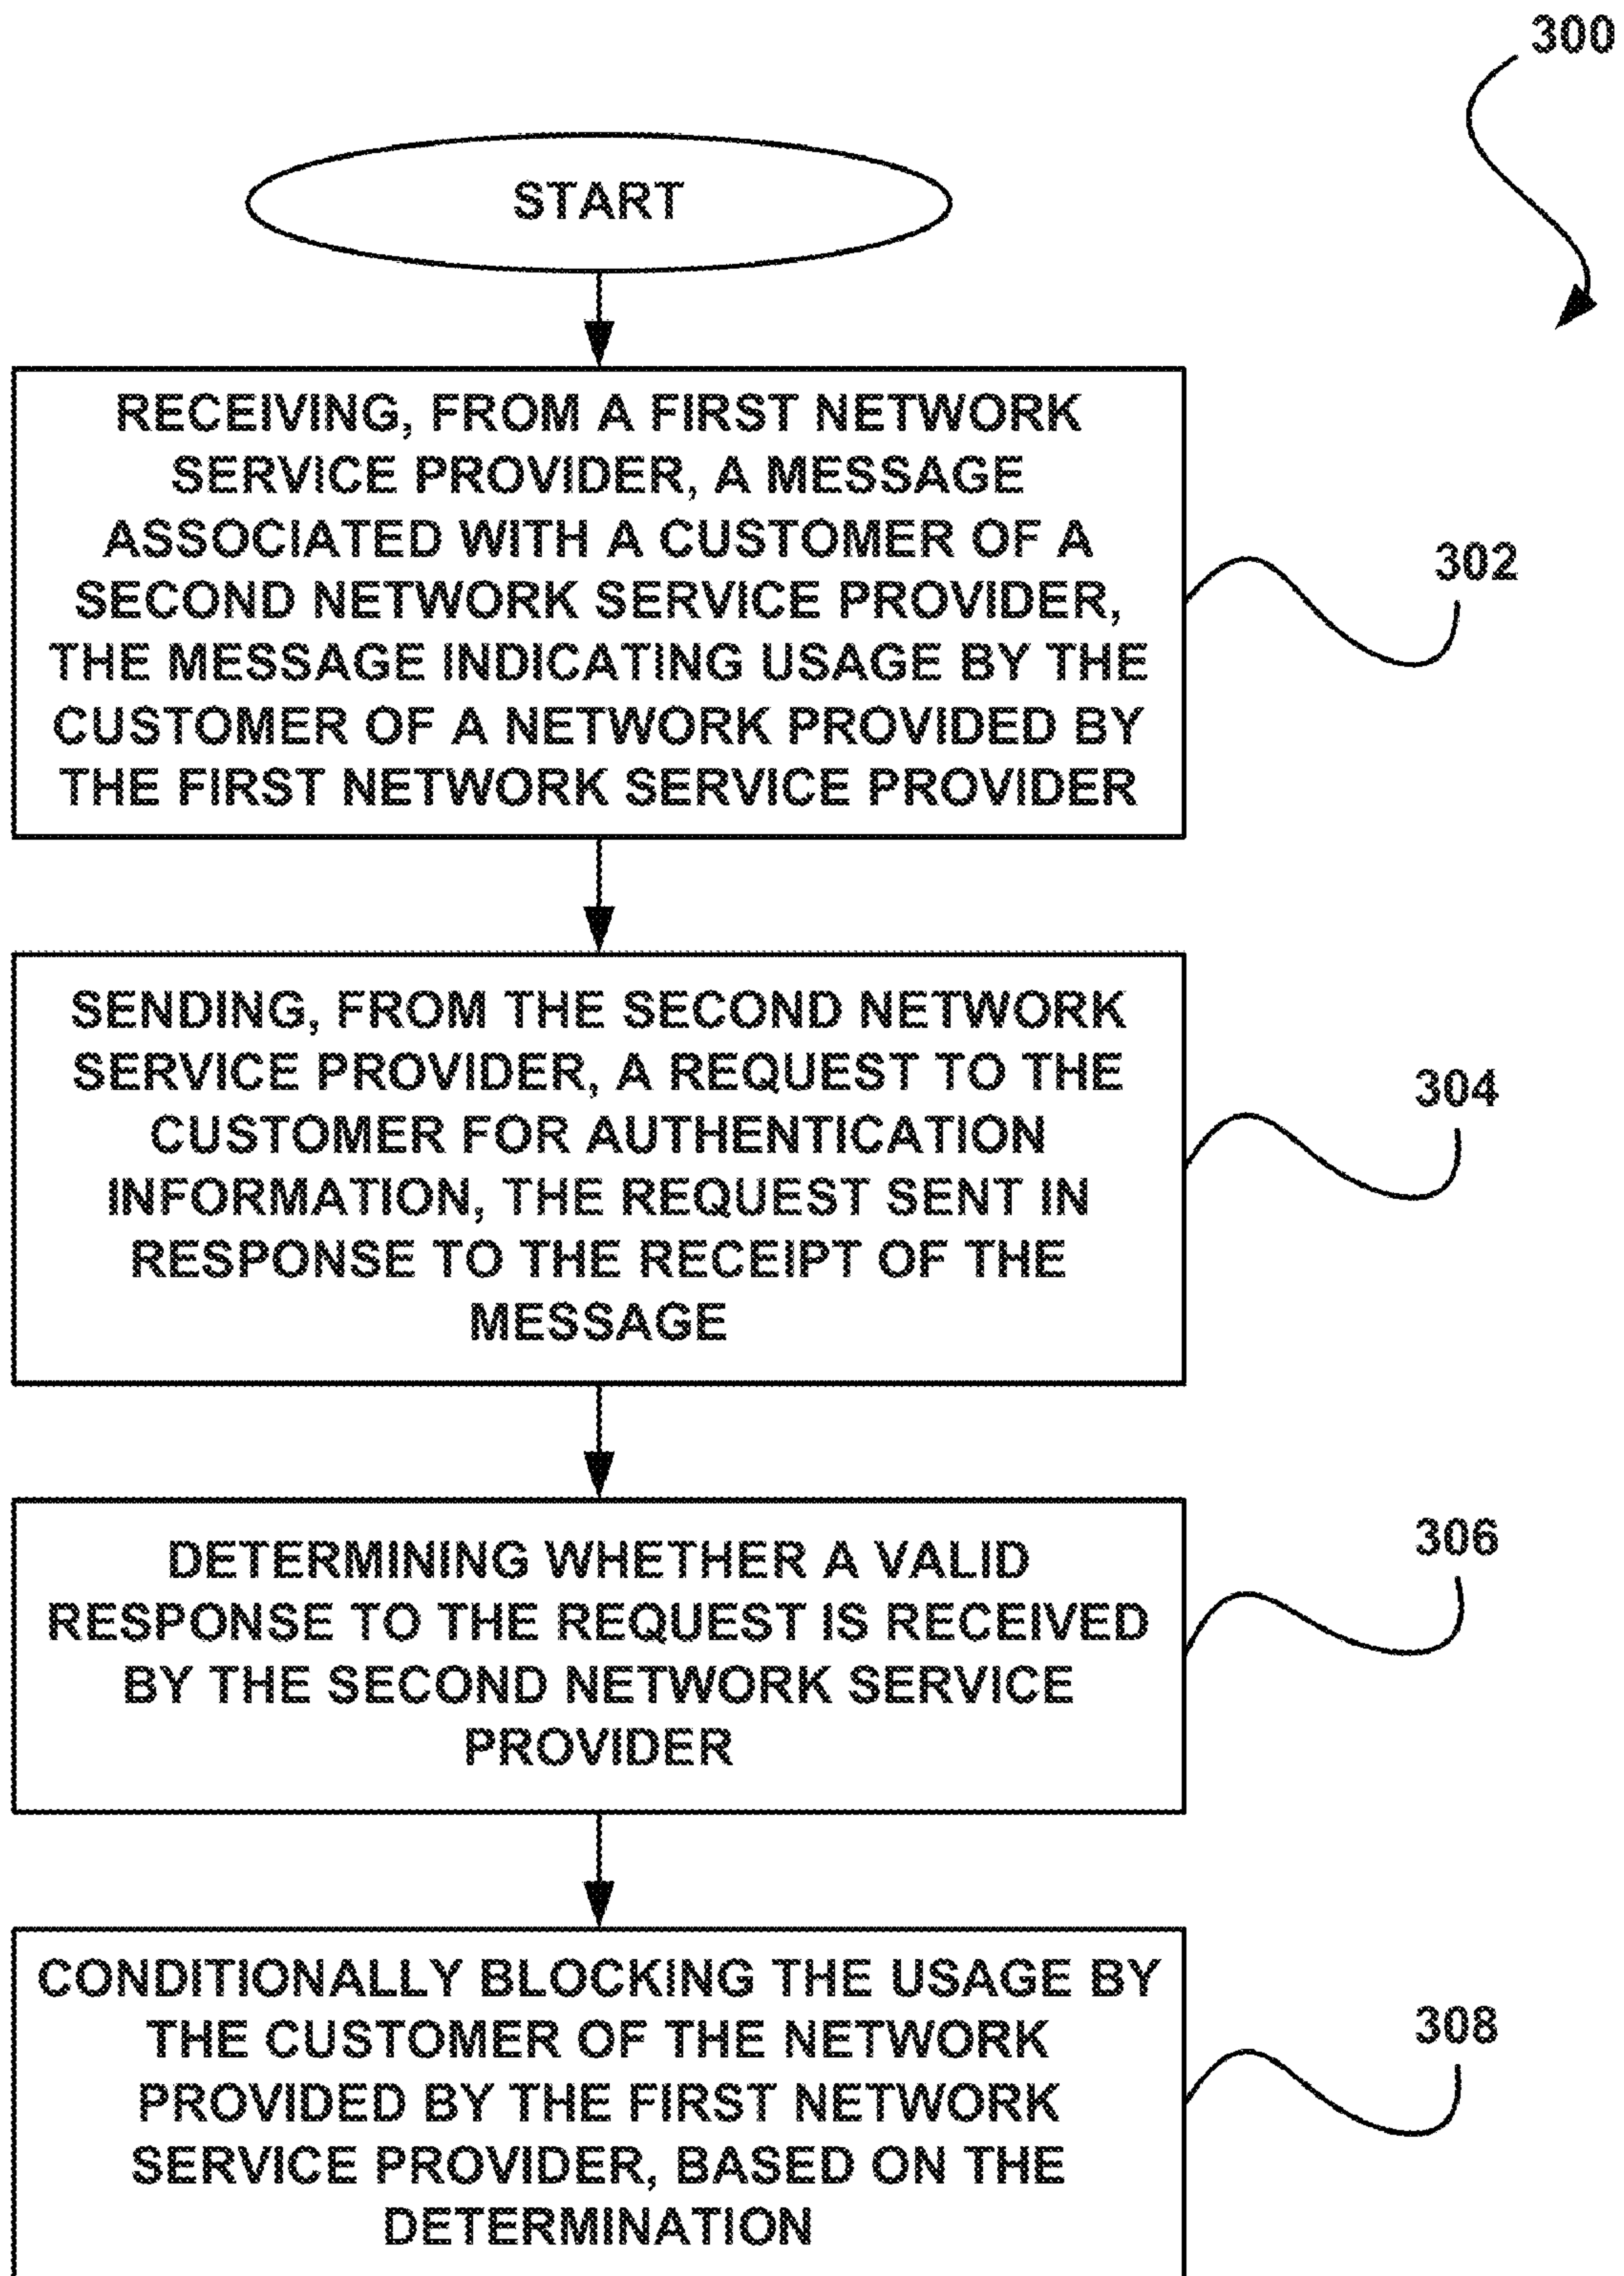 300
START
RECEIVING, FROM A FIRST NETWORK
SERVICE PROVIDER, A MESSAGE
ASSOCIATED WITH A CUSTOMER OF A
SECOND NETWORK SERVICE PROVIDER,
THE MESSAGE INDICATING USAGE BY THE
CUSTOMER OF A NETWORK PROVIDED BY
THE FIRST NETWORK SERVICE PROVIDER
302
SENDING, FROM THE SECOND NETWORK
SERVICE PROVIDER, A REQUEST TO THE
CUSTOMER FOR AUTHENTICATION
INFORMATION, THE REQUEST SENT IN
RESPONSE TO THE RECEIPT OF THE
MESSAGE
304
DETERMINING WHETHER A VALID
RESPONSE TO THE REQUEST IS RECEIVED
BY THE SECOND NETWORK SERVICE
PROVIDER
306
CONDITIONALLY BLOCKING THE USAGE BY
THE CUSTOMER OF THE NETWORK
PROVIDED BY THE FIRST NETWORK
SERVICE PROVIDER, BASED ON THE
DETERMINATION
308